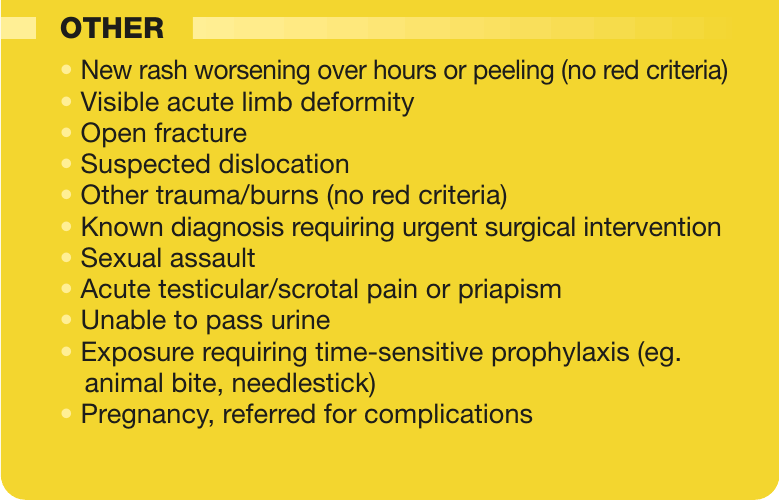 OTHER
• New rash worsening over hours or peeling (no red criteria)
• Visible acute limb deformity
• Open fracture
• Suspected dislocation
• Other trauma/burns (no red criteria)
• Known diagnosis requiring urgent surgical intervention
• Sexual assault
• Acute testicular/scrotal pain or priapism
• Unable to pass urine
• Exposure requiring time-sensitive prophylaxis (eg.
animal bite, needlestick)
• Pregnancy, referred for complications